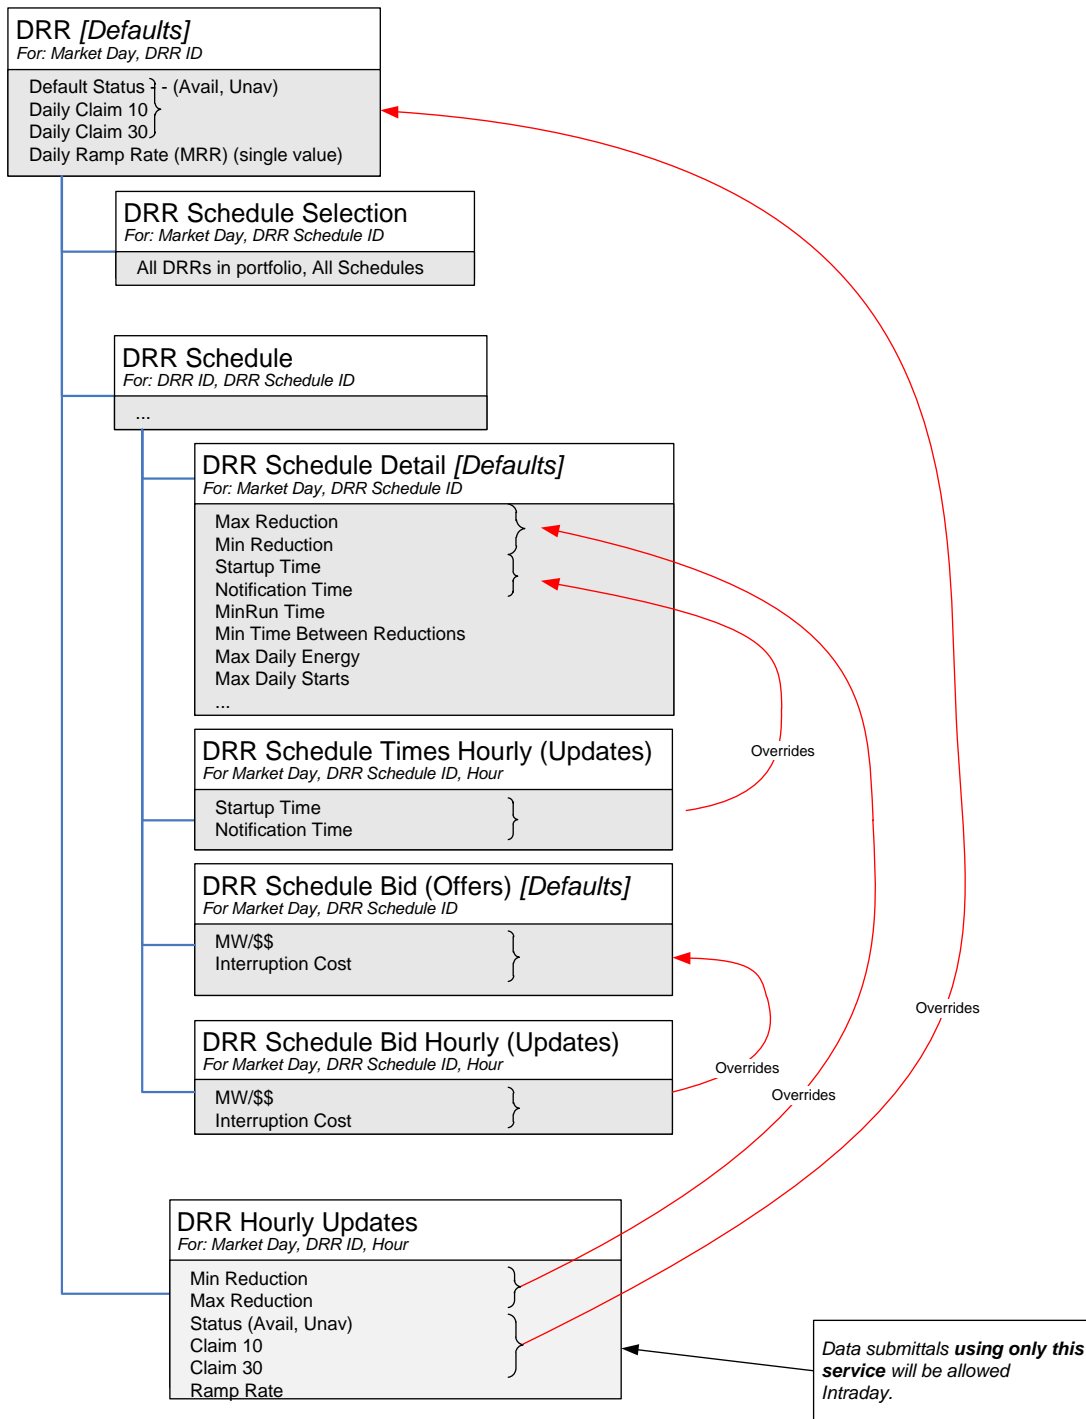 DRR [Defaults]
For: Market Day, DRR ID
Default Status - - (Avail, Unav)
Daily Claim 10
Daily Claim 30
Daily Ramp Rate (MRR) (single value)
DRR Schedule Selection
For: Market Day, DRR Schedule ID
All DRRs in portfolio, All Schedules
DRR Schedule
For: DRR ID, DRR Schedule ID
...
DRR Schedule Detail [Defaults]
For: Market Day, DRR Schedule ID
Max Reduction
Min Reduction
Startup Time
Notification Time
MinRun Time
Min Time Between Reductions
Max Daily Energy
Max Daily Starts
...
DRR Schedule Times Hourly (Updates)
For Market Day, DRR Schedule ID, Hour
Startup Time
Notification Time
Overrides
DRR Schedule Bid (Offers) [Defaults]
For Market Day, DRR Schedule ID
MW/$$
Interruption Cost
DRR Schedule Bid Hourly (Updates)
For Market Day, DRR Schedule ID, Hour
MW/$$
Interruption Cost
Overrides
Overrides
Overrides
DRR Hourly Updates
For: Market Day, DRR ID, Hour
Min Reduction
Max Reduction
Status (Avail, Unav)
Claim 10
Claim 30
Ramp Rate
Data submittals using only this
service will be allowed
Intraday.